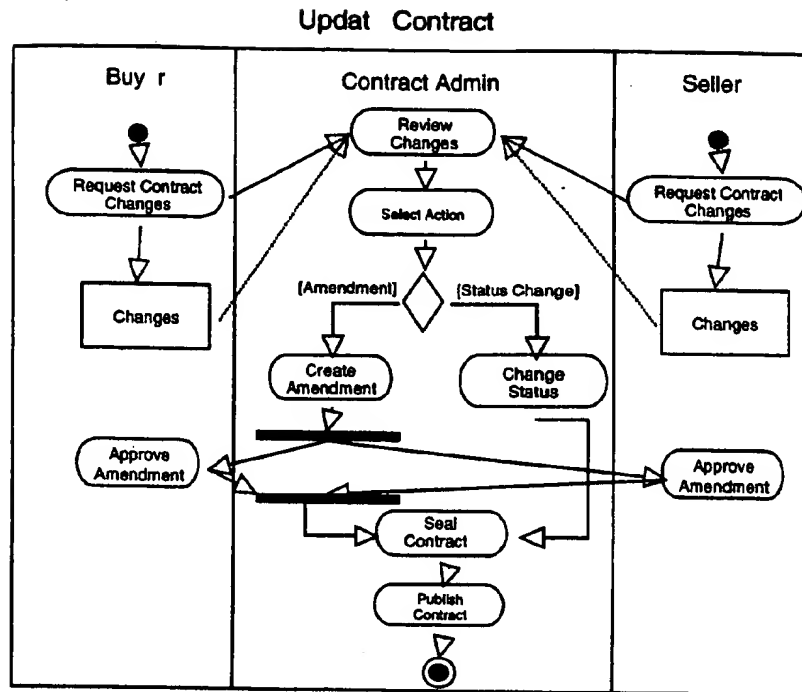 Updat Contract
Buy r
Contract Admin
Seller
Review
Changes
Request Contract
Changes
Select Action
Request Contract
Changes
[Amendment]
[Status Change]
Changes
Changes
Create
Amendment
Change
Status
Approve
Amendment
Approve
Amendment
Seal
Contract
Publish
Contract